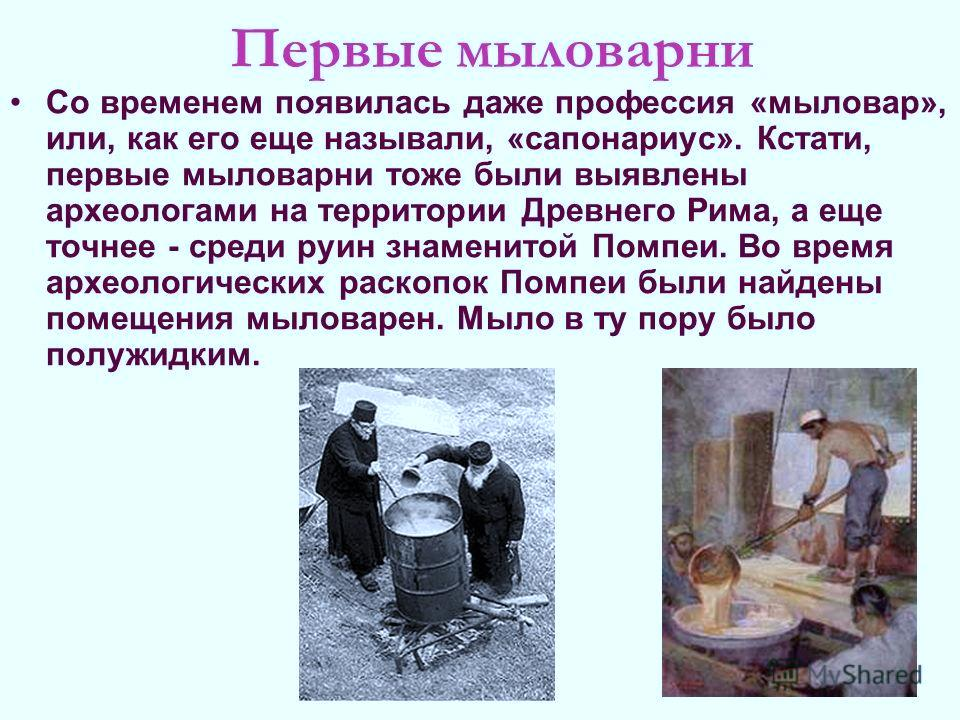 Первые мыловарни
• Со временем появилась даже профессия «мыловар»,
или, как его еще называли, «сапонариус». Кстати,
первые мыловарни тоже были выявлены
археологами на территории Древнего Рима, а еще
точнее - среди руин знаменитой Помпеи. Во время
археологических раскопок Помпеи были найдены
помещения мыловарен. Мыло в ту пору было
полужидким.
MyShared